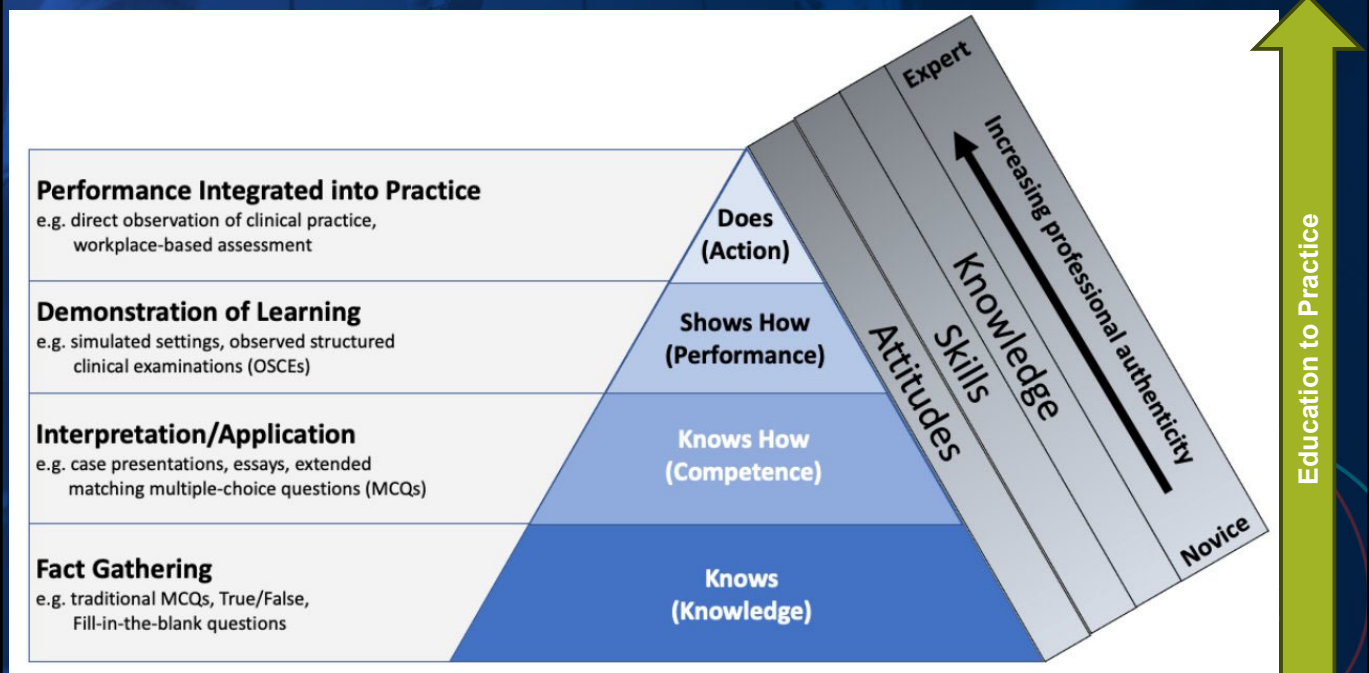 Performance Integrated into Practice
e.g. direct observation of clinical practice,
workplace-based assessment
Does
(Action)
Demonstration of Learning
e.g. simulated settings, observed structured
clinical examinations (OSCEs)
Shows How
(Performance)
Interpretation/Application
e.g. case presentations, essays, extended
matching multiple-choice questions (MCQs)
Knows How
(Competence)
Fact Gathering
e.g. traditional MCQs, True/False,
Fill-in-the-blank questions
Knows
(Knowledge)
Attitudes
Skills
Knowledge
Expert
Increasing professional authenticity
Novice
Education to Practice